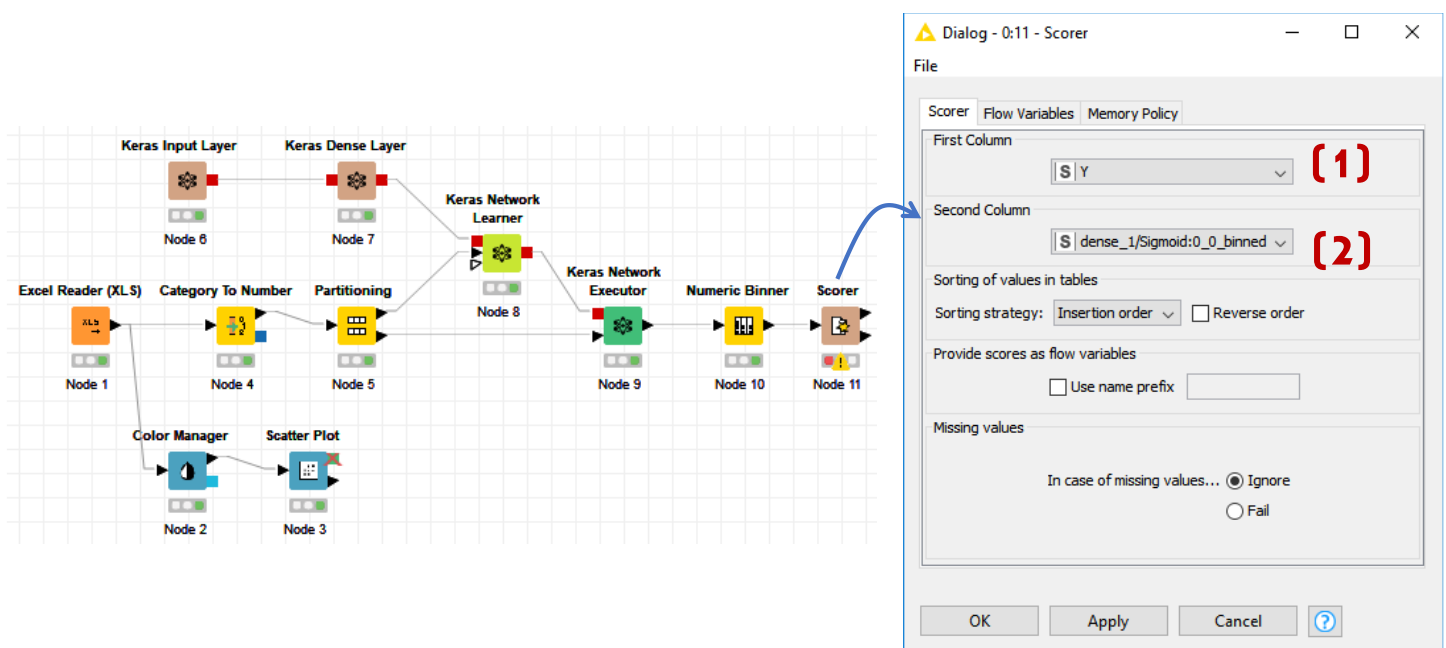 Keras Input Layer
Keras Dense Layer
Node 6
Node 7
Keras Network
Learner
Node 8
Excel Reader (XLS)
Category To Number
Partitioning
Keras Network
Executor
Numeric Binner
Scorer
XLS
Node 1
Node 4
Node 5
Node 9
Node 10
Node 11
Color Manager
Scatter Plot
Node 2
Node 3
Dialog - 0:11 - Scorer
File
Scorer Flow Variables Memory Policy
First Column
S Y
(1)
Second Column
S dense_1/Sigmoid:0_0_binned
(2)
Sorting of values in tables
Sorting strategy: Insertion order Reverse order
Provide scores as flow variables
Use name prefix
Missing values
In case of missing values... Ignore
Fail
OK Apply Cancel ?